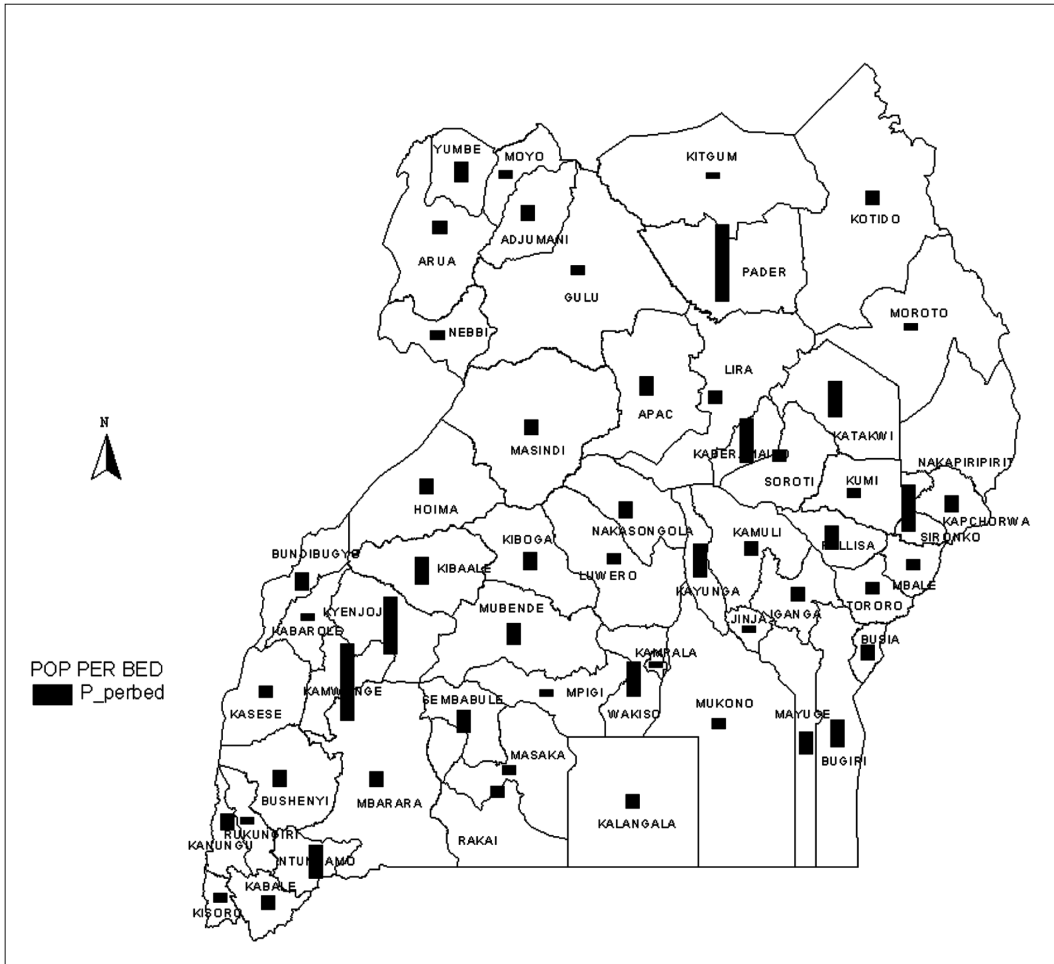 YUMBE
MOYO
KITGUM
KOTIDO
ADJUMANI
ARUA
PADER
GULU
MOROTO
NEBBI
LIRA
APAC
KATAKWI
N
MASINDI
NAKAPIRIPIRIT
SOROTI
KUMI
HOIMA
KAPCHORWA
NAKASONGOLA
KAMULI
SIRONKO
KIBOGA
BUNDIBUGYO
KIBAALE
LUWERO
KAYUNGA
MBALE
KYENJOJ
MUBENDE
IGANGA
TORORO
KABAROLE
JINJA
BUSIA
KAMPALA
POP PER BED
P_perbed
MPIGI
SEMBABULE
MUKONO
KASESE
WAKISO
MAYUGE
MASAKA
BUGIRI
BUSHENYI
MBARARA
KALANGALA
RUKUNGIRI
KANUNGU
RAKAI
KABALE
KISORO